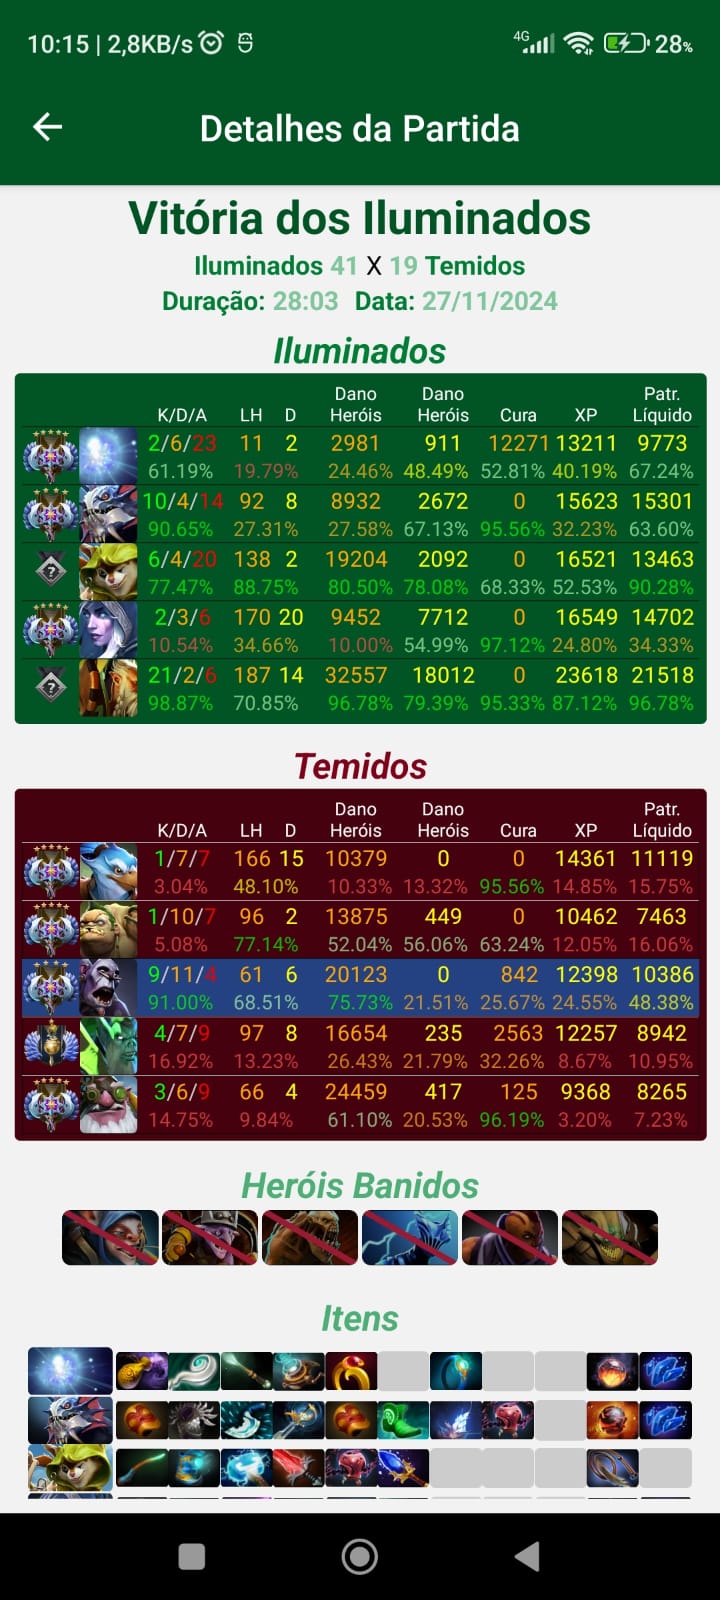 10:15 | 2,8KB/s 4G 28%
Detalhes da Partida
Vitória dos Iluminados
Iluminados 41 X 19 Temidos
Duração: 28:03 Data: 27/11/2024
Iluminados
Dano Dano Patr.
K/D/A LH D Heróis Heróis Cura XP Líquido
2/6/23 11 2 2981 911 12271 13211 9773
61.19% 19.79% 24.46% 48.49% 52.81% 40.19% 67.24%
10/4/14 92 8 8932 2672 0 15623 15301
90.65% 27.31% 27.58% 67.13% 95.56% 32.23% 63.60%
?
6/4/20 138 2 19204 2092 0 16521 13463
77.47% 88.75% 80.50% 78.08% 68.33% 52.53% 90.28%
2/3/6 170 20 9452 7712 0 16549 14702
10.54% 34.66% 10.00% 54.99% 97.12% 24.80% 34.33%
?
21/2/6 187 14 32557 18012 0 23618 21518
98.87% 70.85% 96.78% 79.39% 95.33% 87.12% 96.78%
Temidos
Dano Dano Patr.
K/D/A LH D Heróis Heróis Cura XP Líquido
1/7/7 166 15 10379 0 0 14361 11119
3.04% 48.10% 10.33% 13.32% 95.56% 14.85% 15.75%
1/10/7 96 2 13875 449 0 10462 7463
5.08% 77.14% 52.04% 56.06% 63.24% 12.05% 16.06%
9/11/4 61 6 20123 0 842 12398 10386
91.00% 68.51% 75.73% 21.51% 25.67% 24.55% 48.38%
4/7/9 97 8 16654 235 2563 12257 8942
16.92% 13.23% 26.43% 21.79% 32.26% 8.67% 10.95%
3/6/9 66 4 24459 417 125 9368 8265
14.75% 9.84% 61.10% 20.53% 96.19% 3.20% 7.23%
Heróis Banidos
Itens